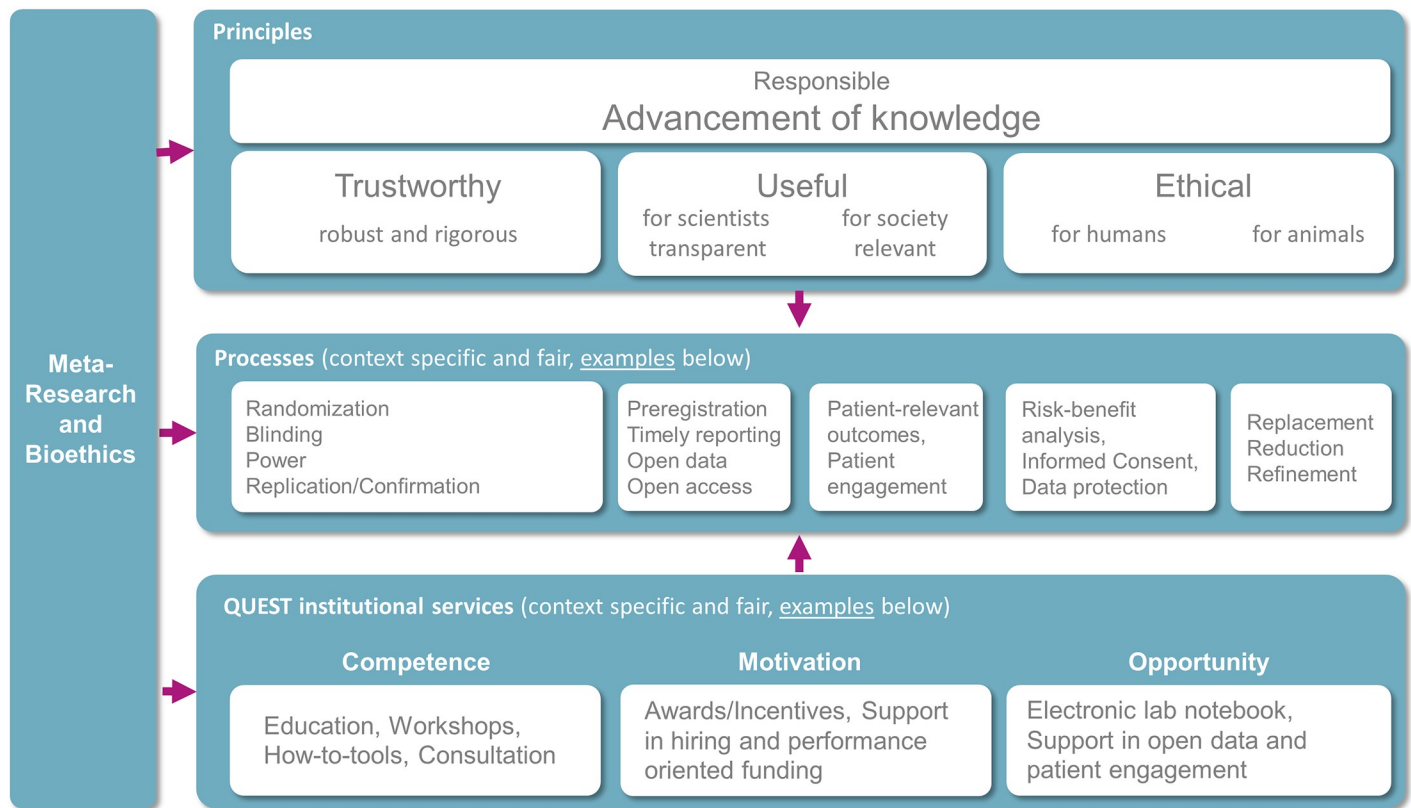 Meta-
Research
and
Bioethics
Principles
Responsible
Advancement of knowledge
Trustworthy
robust and rigorous
Useful
for scientists
transparent
for society
relevant
Ethical
for humans
for animals
Processes (context specific and fair, examples below)
Randomization
Blinding
Power
Replication/Confirmation
Preregistration
Timely reporting
Open data
Open access
Patient-relevant
outcomes,
Patient
engagement
Risk-benefit
analysis,
Informed Consent,
Data protection
Replacement
Reduction
Refinement
QUEST institutional services (context specific and fair, examples below)
Competence
Education, Workshops,
How-to-tools, Consultation
Motivation
Awards/Incentives, Support
in hiring and performance
oriented funding
Opportunity
Electronic lab notebook,
Support in open data and
patient engagement